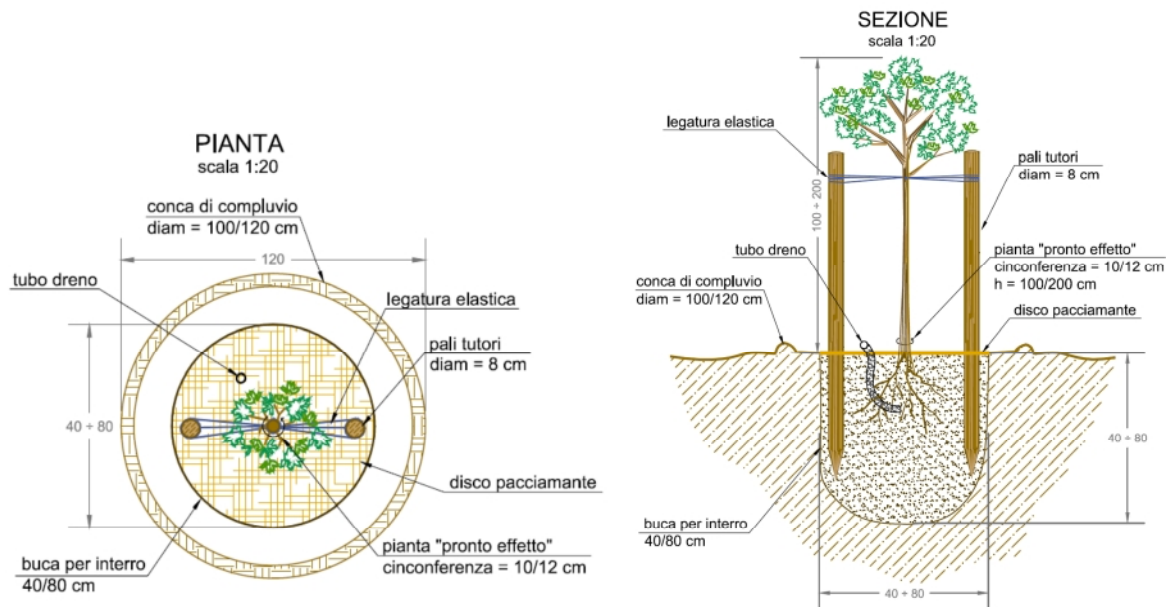 PIANTA
scala 1:20
conca di compluvio
diam = 100/120 cm
120
tubo dreno
legatura elastica
pali tutori
diam = 8 cm
40 ÷ 80
disco pacciamante
buca per interro
40/80 cm
pianta "pronto effetto"
cinconferenza = 10/12 cm
SEZIONE
scala 1:20
legatura elastica
100 ÷ 200
pali tutori
diam = 8 cm
tubo dreno
conca di compluvio
diam = 100/120 cm
pianta "pronto effetto"
cinconferenza = 10/12 cm
h = 100/200 cm
disco pacciamante
40 ÷ 80
buca per interro
40/80 cm
40 ÷ 80